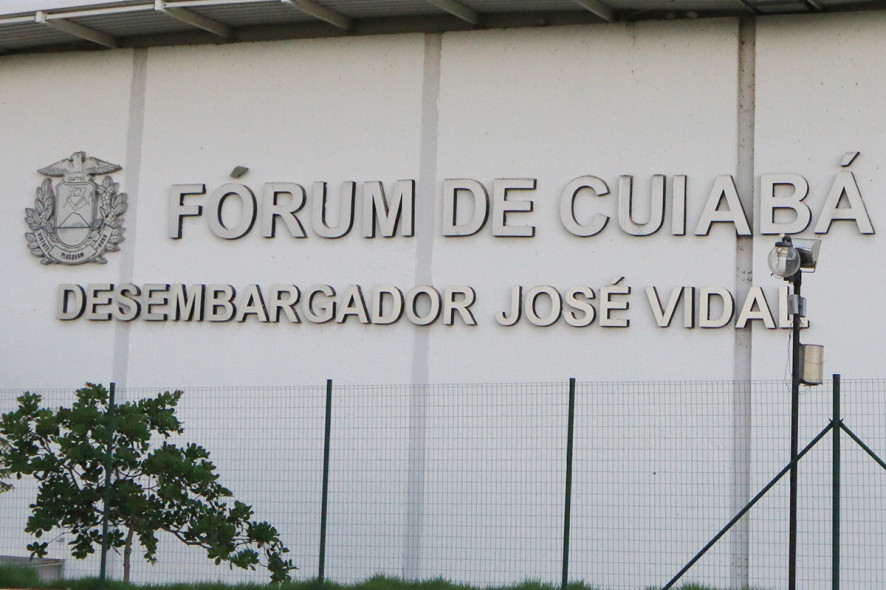 FÓRUM DE CUIABÁ
DESEMBARGADOR JOSÉ VIDAL